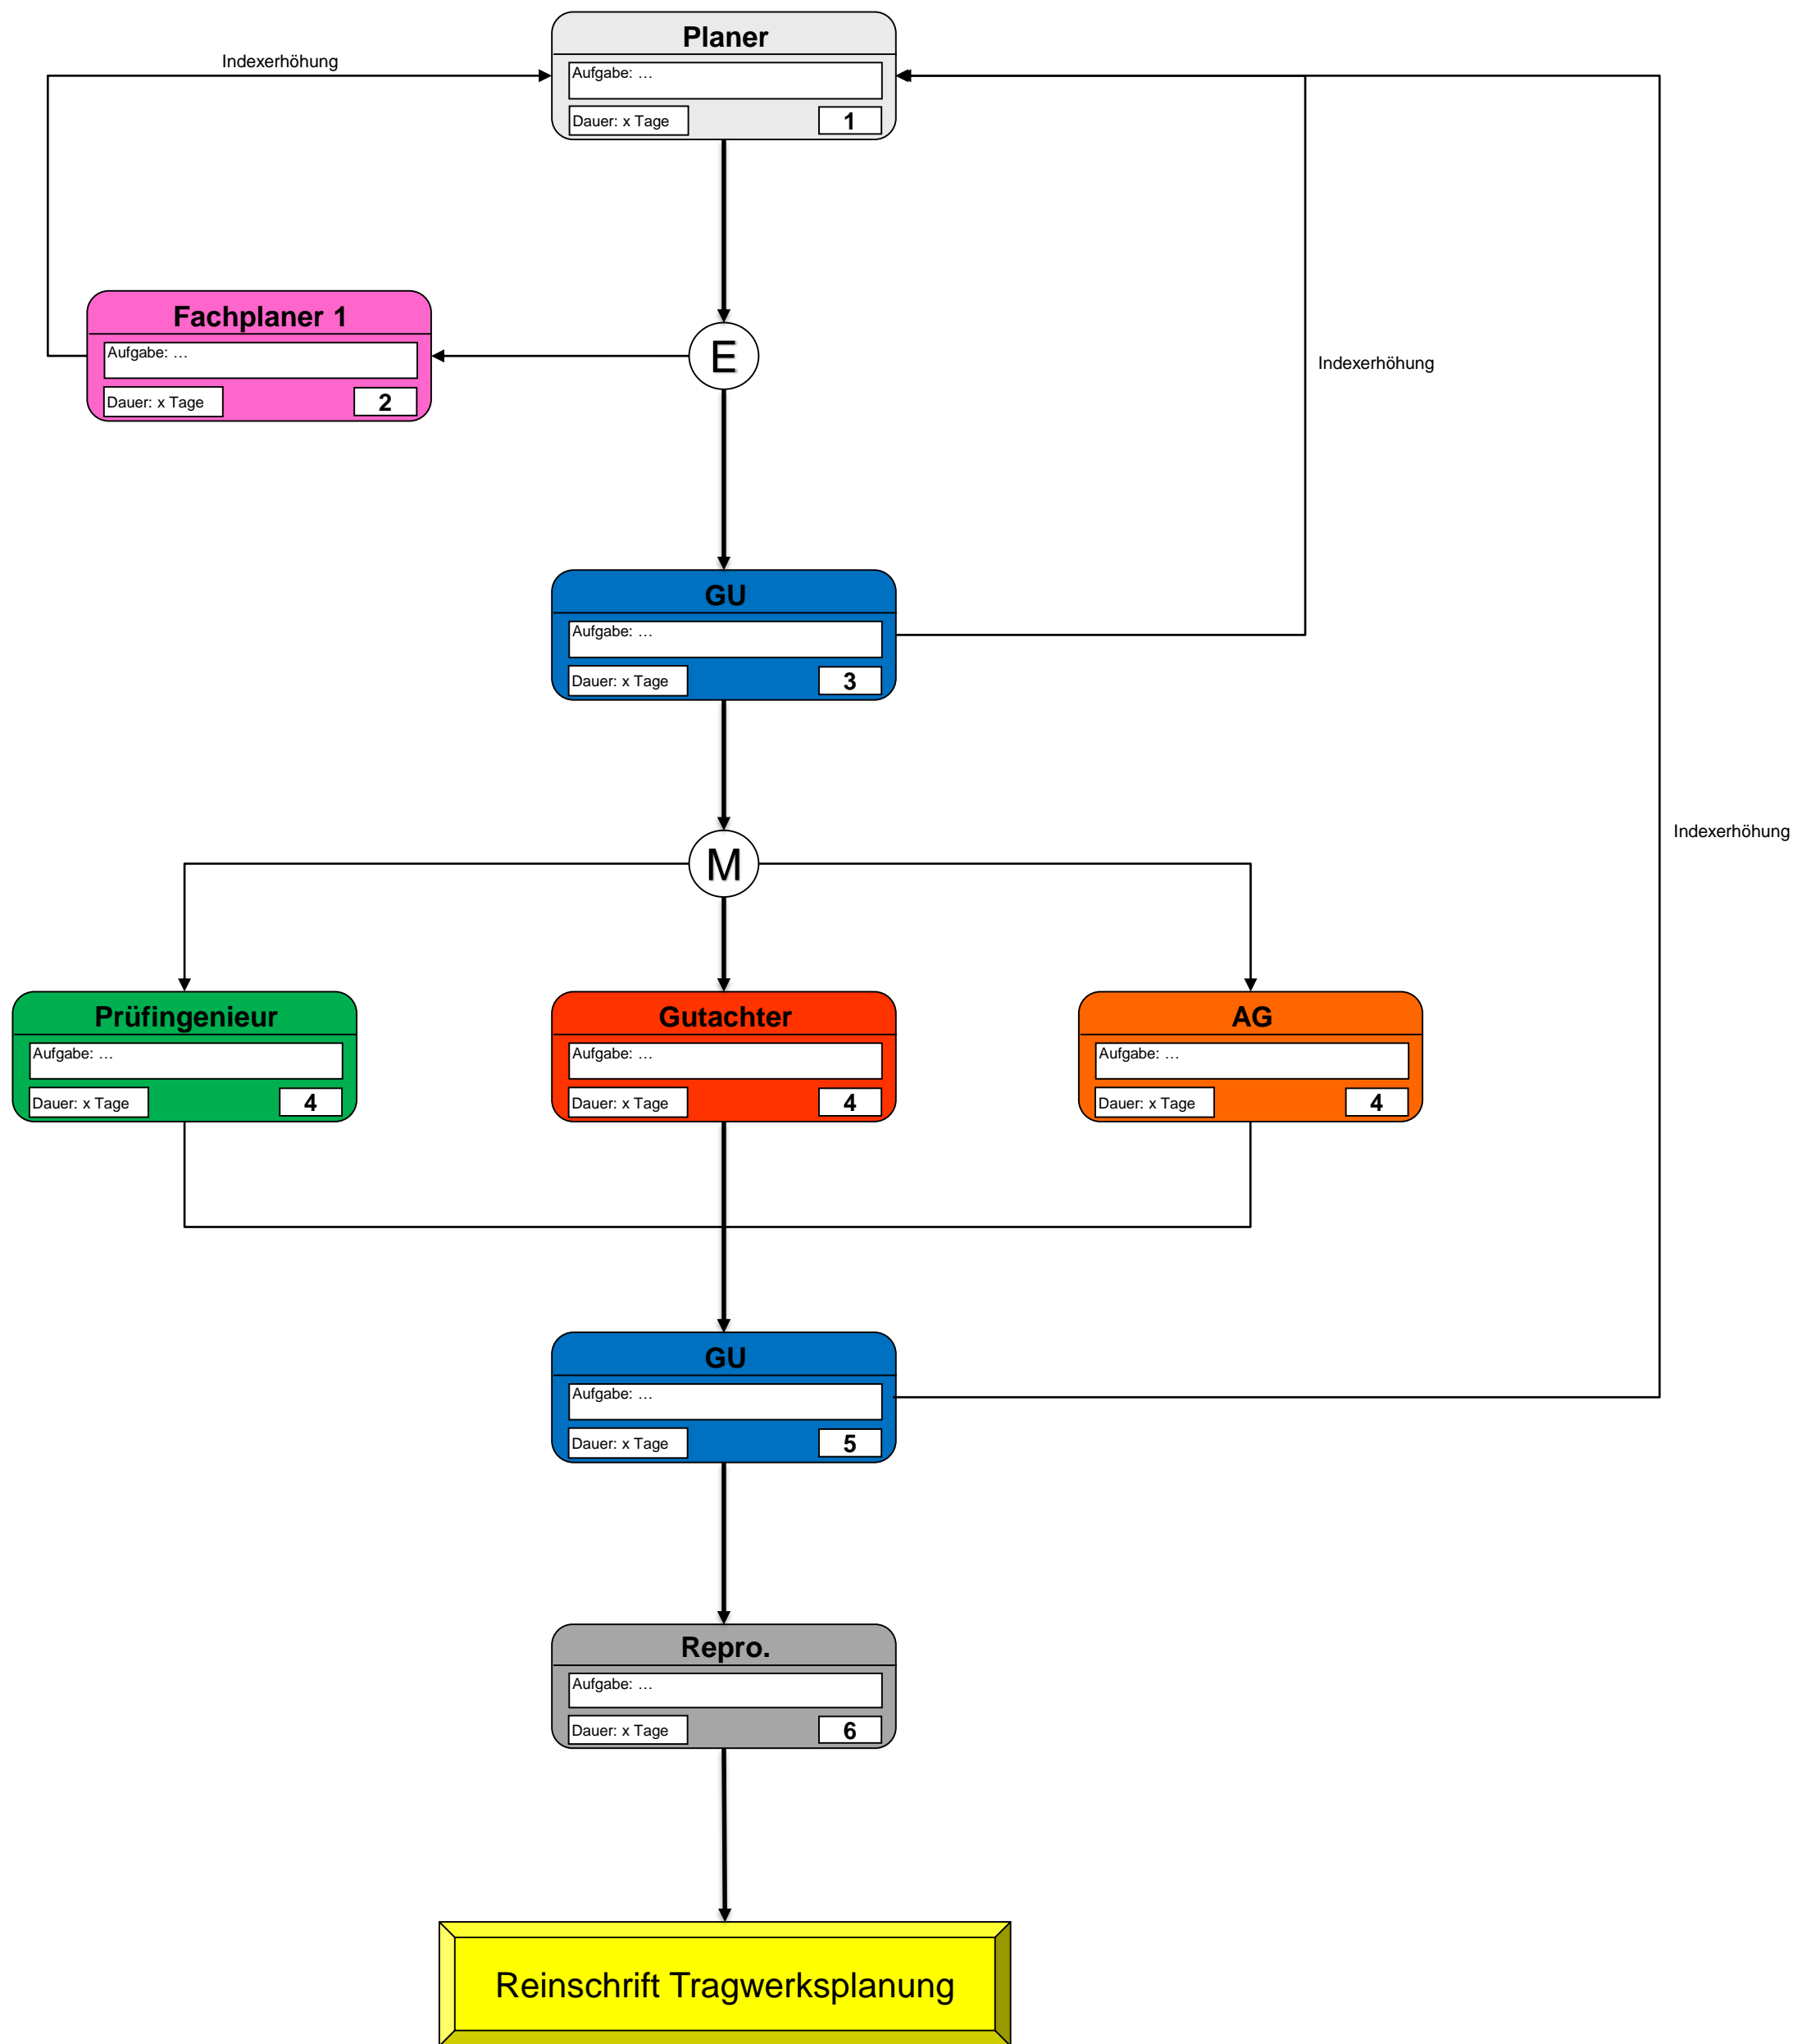 Planer
Aufgabe: …
Dauer: x Tage
1
Indexerhöhung
Fachplaner 1
Aufgabe: …
Dauer: x Tage
2
E
Indexerhöhung
GU
Aufgabe: …
Dauer: x Tage
3
Indexerhöhung
M
Prüfingenieur
Aufgabe: …
Dauer: x Tage
4
Gutachter
Aufgabe: …
Dauer: x Tage
4
AG
Aufgabe: …
Dauer: x Tage
4
GU
Aufgabe: …
Dauer: x Tage
5
Repro.
Aufgabe: …
Dauer: x Tage
6
Reinschrift Tragwerksplanung